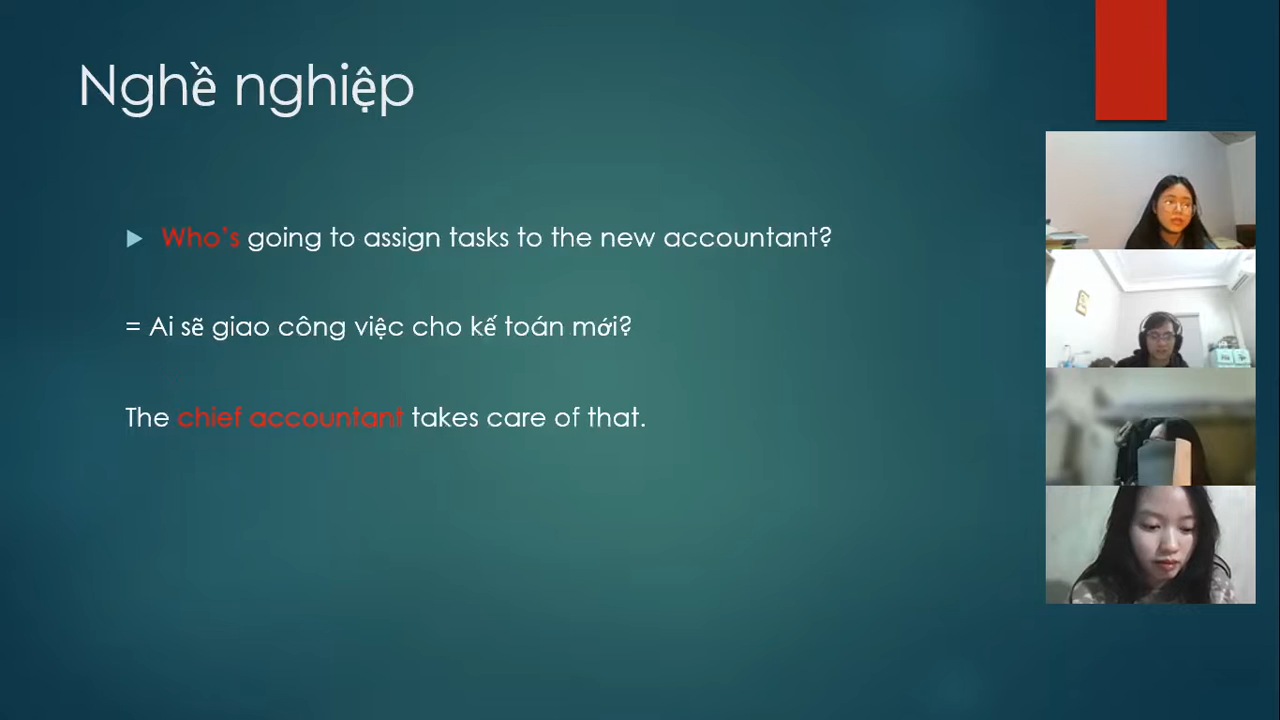 Nghề nghiệp
Who's going to assign tasks to the new accountant?
= Ai sẽ giao công việc cho kế toán mới?
The chief accountant takes care of that.